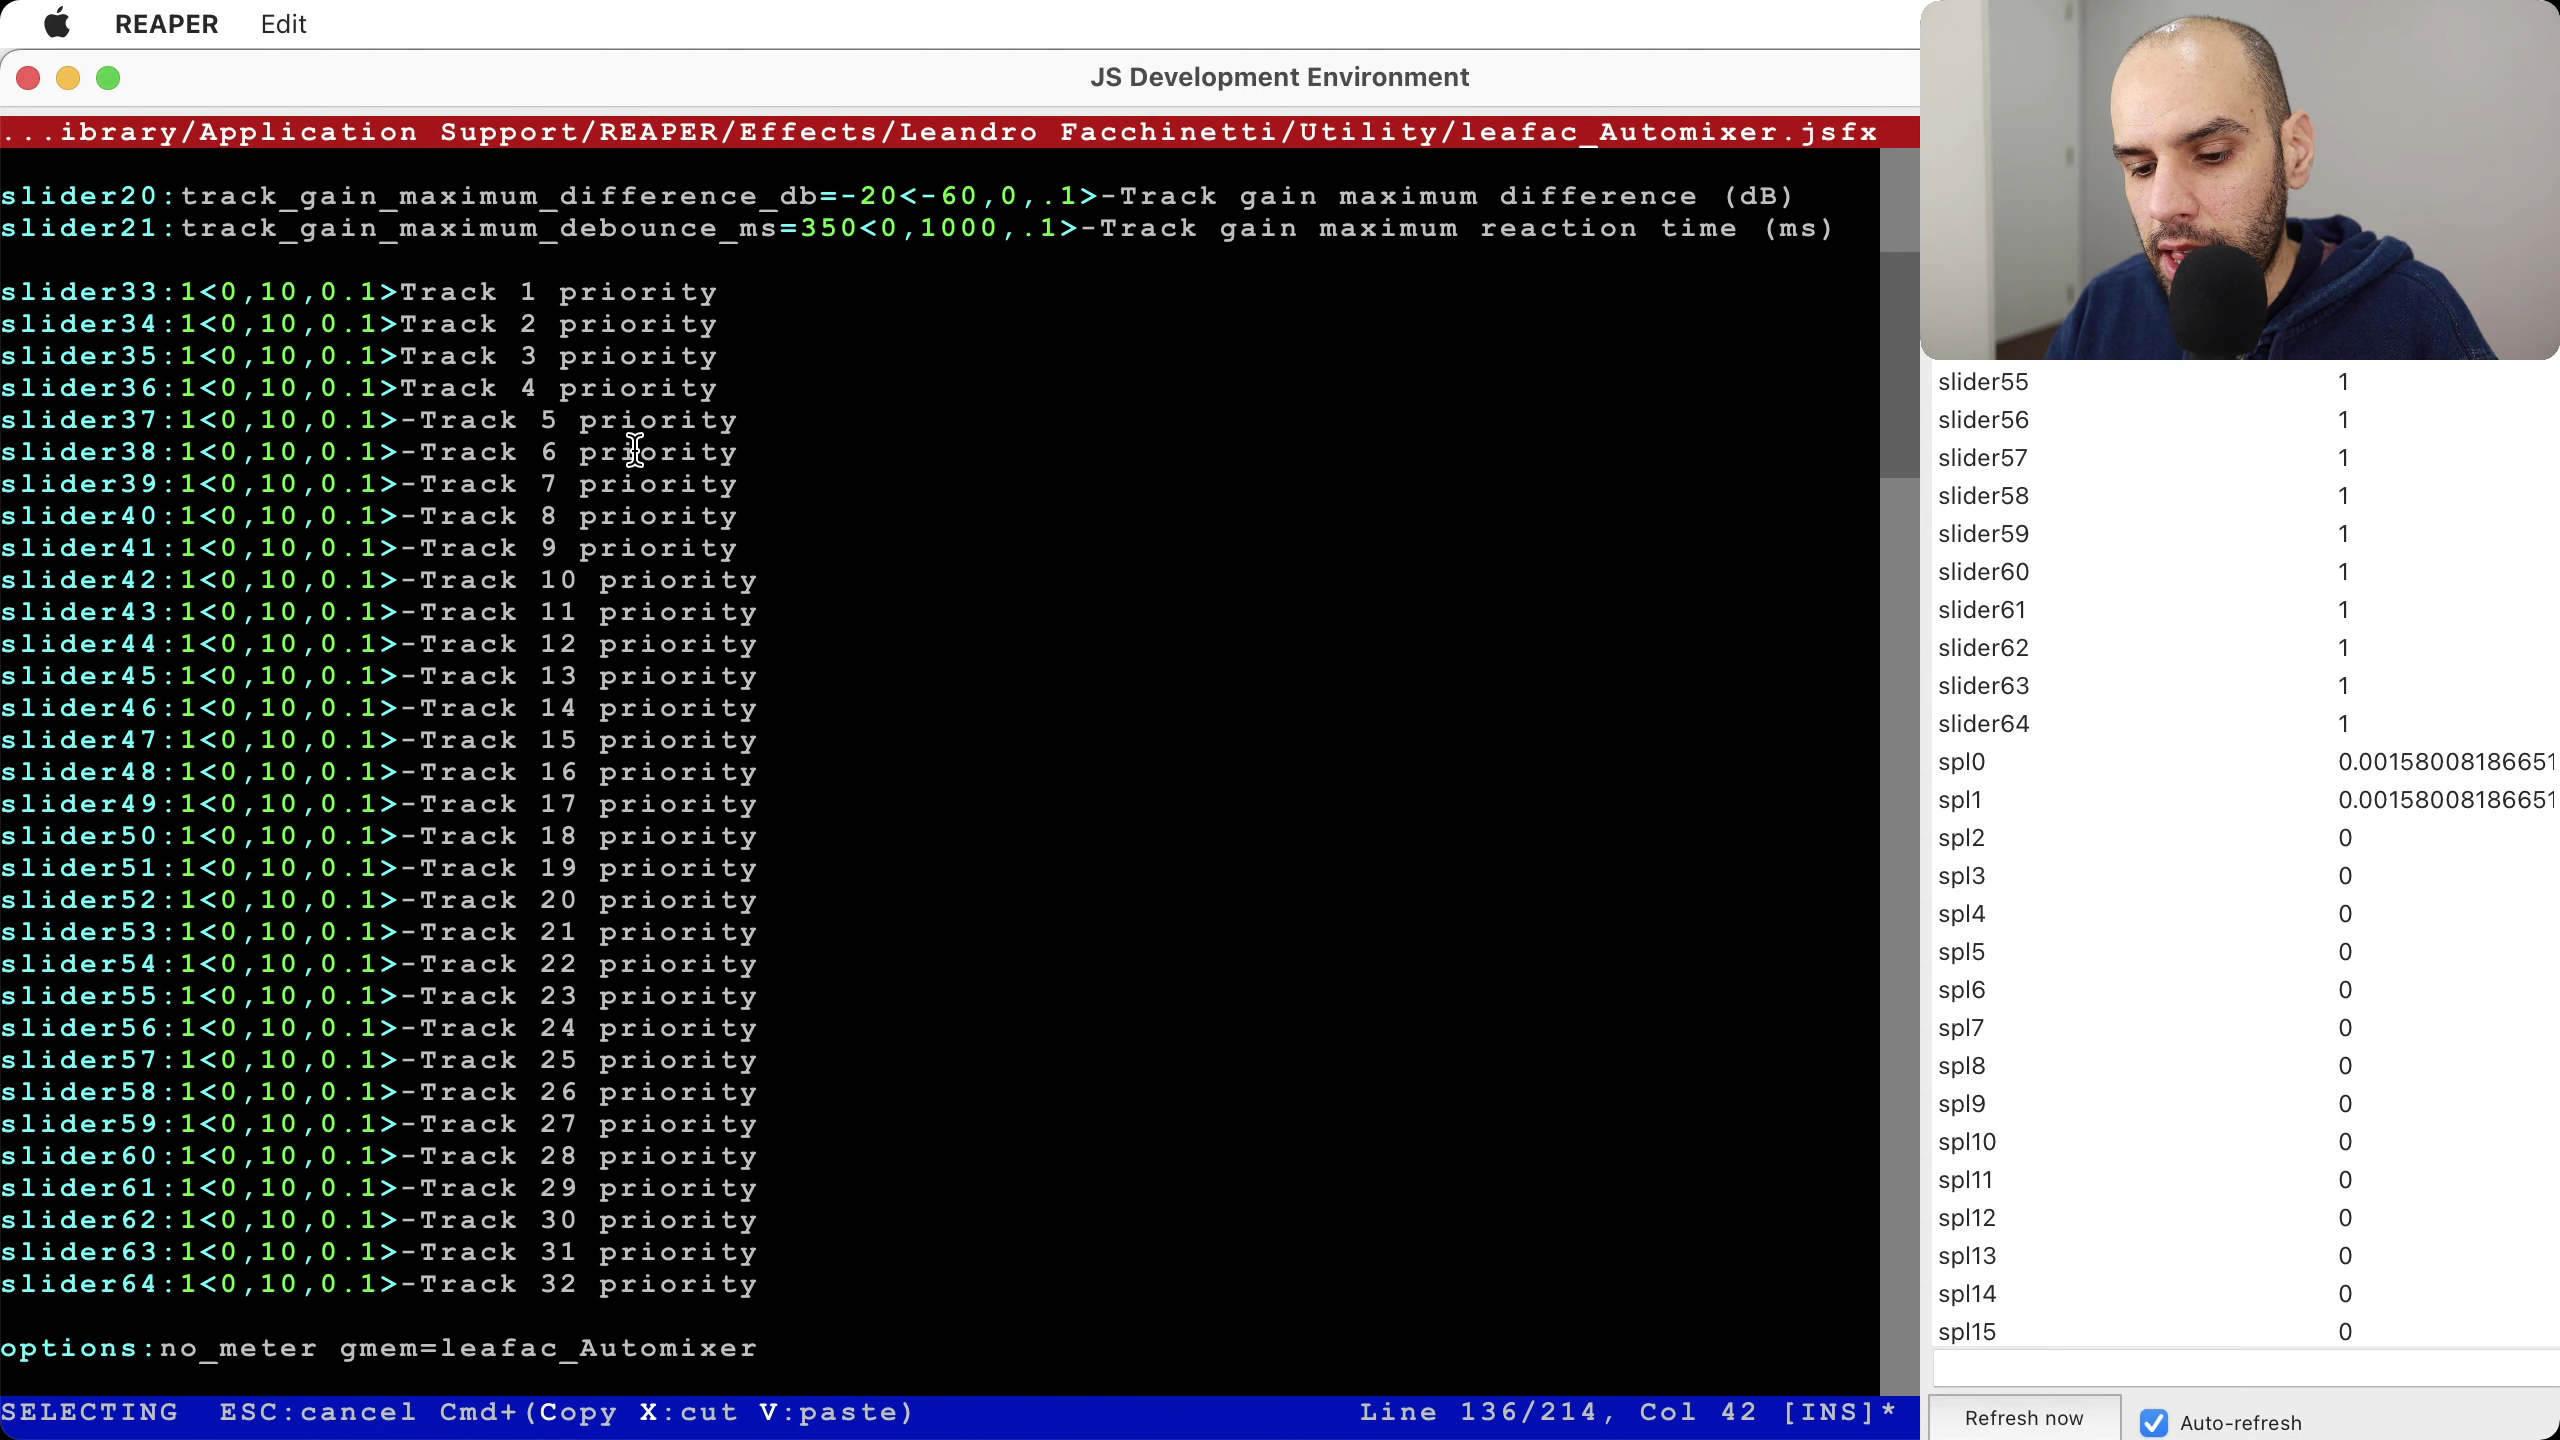 REAPER Edit
JS Development Environment
...ibrary/Application Support/REAPER/Effects/Leandro Facchinetti/Utility/leafac_Automixer.jsfx
slider20:track_gain_maximum_difference_db=-20<-60,0,.1>-Track gain maximum difference (dB)
slider21:track_gain_maximum_debounce_ms=350<0,1000,.1>-Track gain maximum reaction time (ms)
slider33:1<0,10,0.1>Track 1 priority
slider34:1<0,10,0.1>Track 2 priority
slider35:1<0,10,0.1>Track 3 priority
slider36:1<0,10,0.1>Track 4 priority
slider37:1<0,10,0.1>-Track 5 priority
slider38:1<0,10,0.1>-Track 6 priority
slider39:1<0,10,0.1>-Track 7 priority
slider40:1<0,10,0.1>-Track 8 priority
slider41:1<0,10,0.1>-Track 9 priority
slider42:1<0,10,0.1>-Track 10 priority
slider43:1<0,10,0.1>-Track 11 priority
slider44:1<0,10,0.1>-Track 12 priority
slider45:1<0,10,0.1>-Track 13 priority
slider46:1<0,10,0.1>-Track 14 priority
slider47:1<0,10,0.1>-Track 15 priority
slider48:1<0,10,0.1>-Track 16 priority
slider49:1<0,10,0.1>-Track 17 priority
slider50:1<0,10,0.1>-Track 18 priority
slider51:1<0,10,0.1>-Track 19 priority
slider52:1<0,10,0.1>-Track 20 priority
slider53:1<0,10,0.1>-Track 21 priority
slider54:1<0,10,0.1>-Track 22 priority
slider55:1<0,10,0.1>-Track 23 priority
slider56:1<0,10,0.1>-Track 24 priority
slider57:1<0,10,0.1>-Track 25 priority
slider58:1<0,10,0.1>-Track 26 priority
slider59:1<0,10,0.1>-Track 27 priority
slider60:1<0,10,0.1>-Track 28 priority
slider61:1<0,10,0.1>-Track 29 priority
slider62:1<0,10,0.1>-Track 30 priority
slider63:1<0,10,0.1>-Track 31 priority
slider64:1<0,10,0.1>-Track 32 priority
options:no_meter gmem=leafac_Automixer
SELECTING ESC:cancel Cmd+(Copy X:cut V:paste) Line 136/214, Col 42 [INS]*
slider55 1
slider56 1
slider57 1
slider58 1
slider59 1
slider60 1
slider61 1
slider62 1
slider63 1
slider64 1
spl0 0.00158008186651
spl1 0.00158008186651
spl2 0
spl3 0
spl4 0
spl5 0
spl6 0
spl7 0
spl8 0
spl9 0
spl10 0
spl11 0
spl12 0
spl13 0
spl14 0
spl15 0
Refresh now Auto-refresh